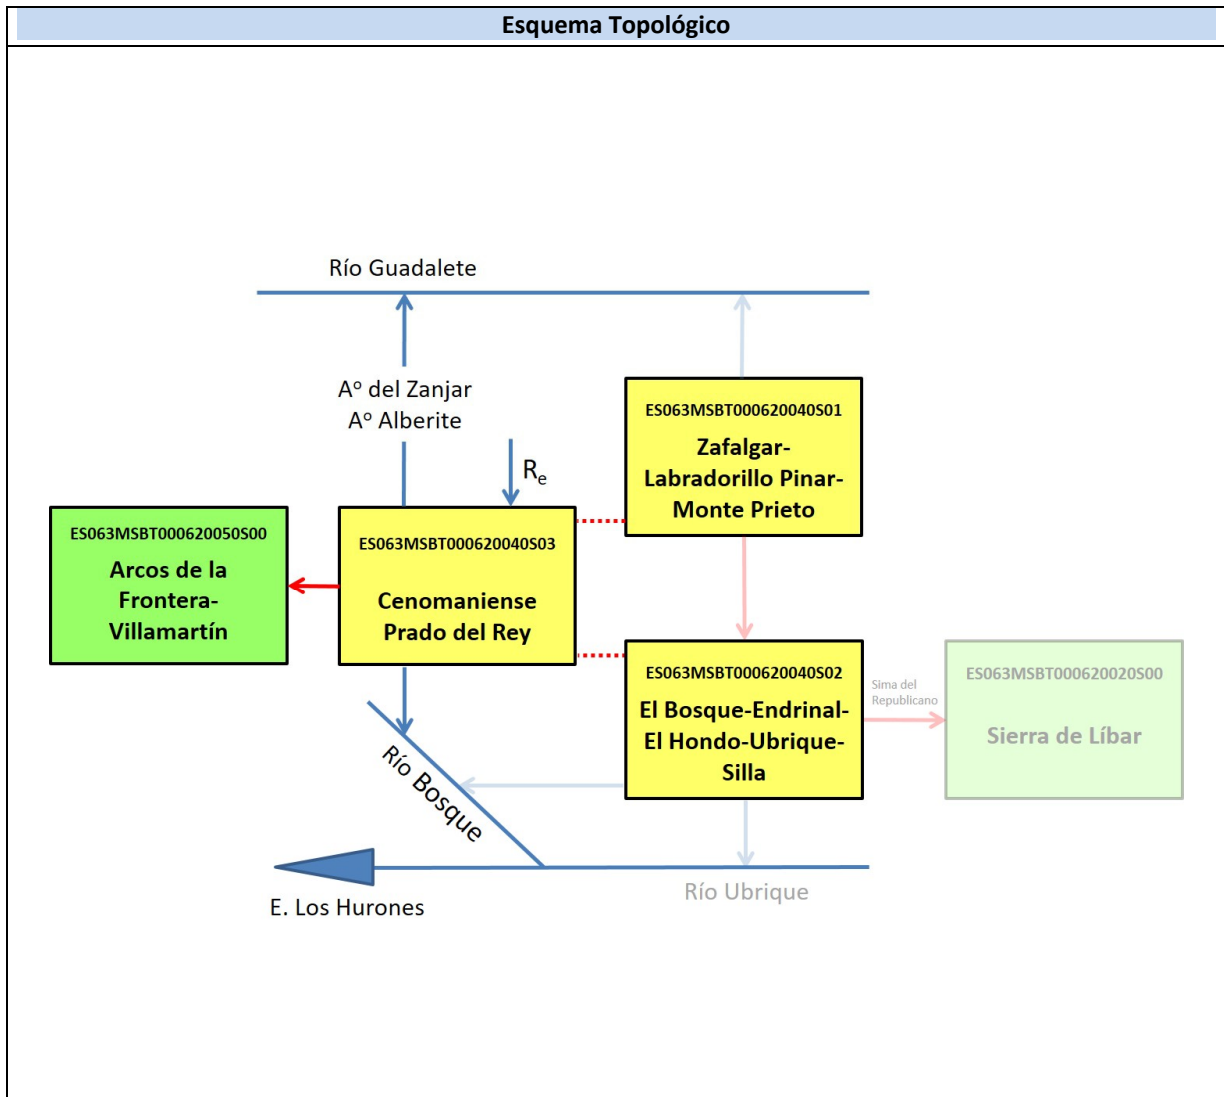 Esquema Topológico
Río Guadalete
Aº del Zanjar
Aº Alberite
Re
ES063MSBT000620040S01
Zafalgar-
Labradorillo Pinar-
Monte Prieto
ES063MSBT000620050S00
Arcos de la
Frontera-
Villamartín
ES063MSBT000620040S03
Cenomaniense
Prado del Rey
ES063MSBT000620040S02
El Bosque-Endrinal-
El Hondo-Ubrique-
Silla
Sima del
Republicano
ES063MSBT000620020S00
Sierra de Líbar
Río Bosque
Río Ubrique
E. Los Hurones